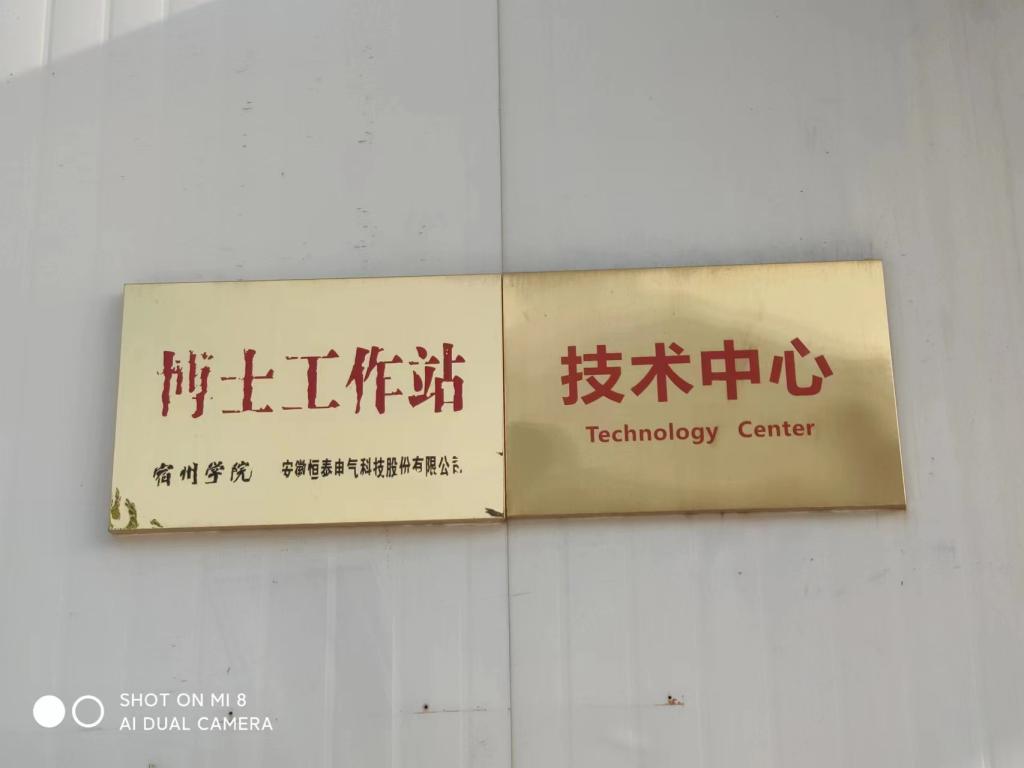 博士工作站
宿州学院 安徽恒泰电气科技股份有限公
技术中心
Technology Center
SHOT ON MI 8
AI DUAL CAMERA